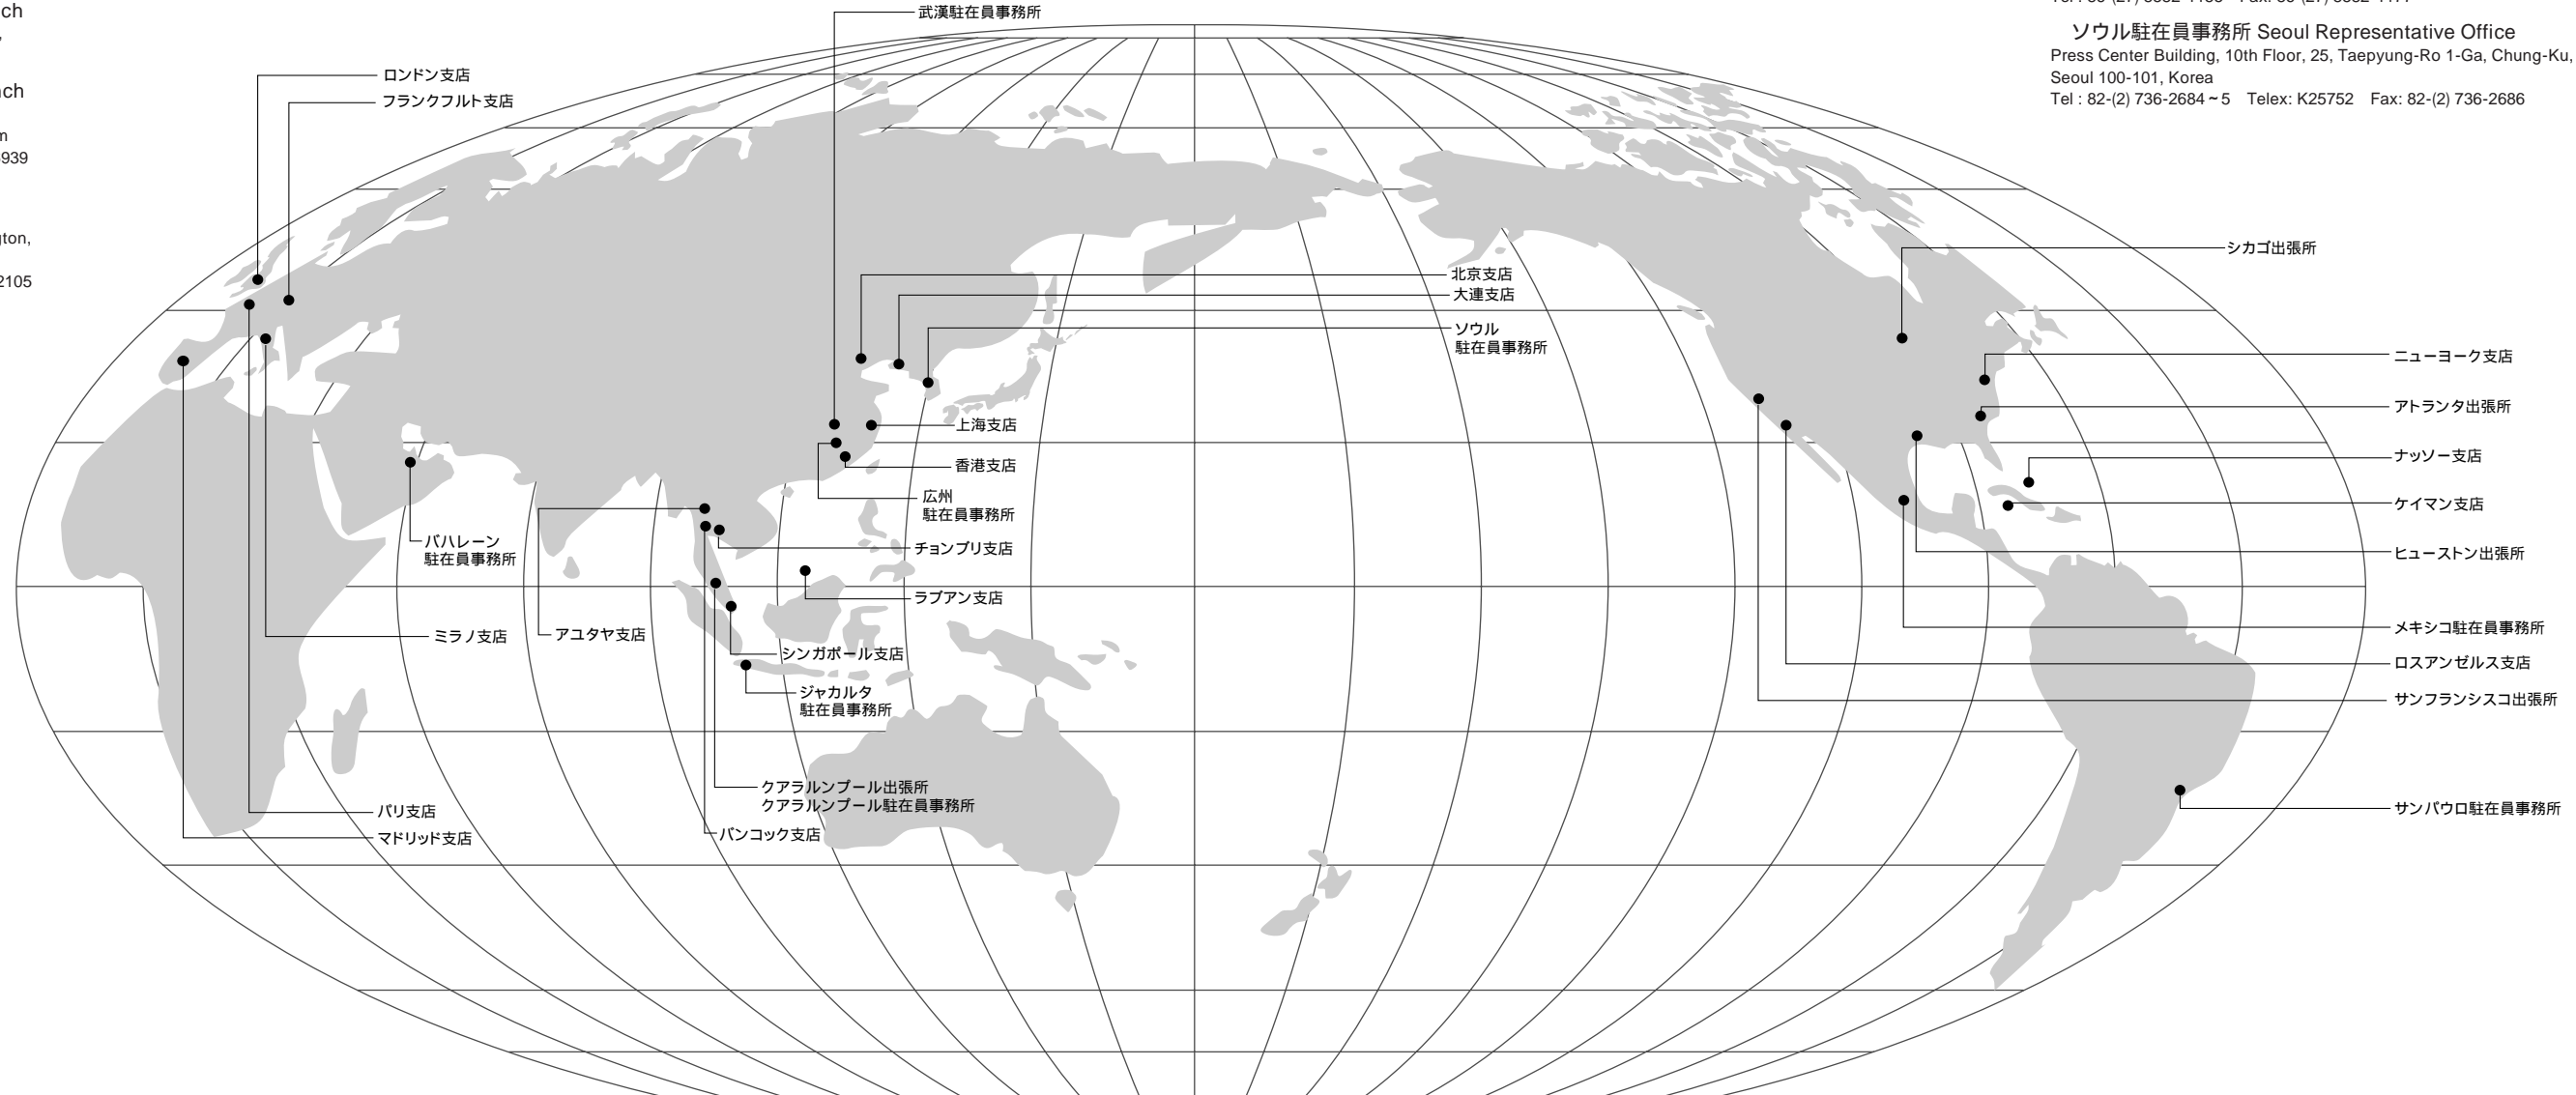 ch
,
ach
m
939
gton,
2105
ソウル駐在員事務所 Seoul Representative Office
Press Center Building, 10th Floor, 25, Taepyung-Ro 1-Ga, Chung-Ku,
Seoul 100-101, Korea
Tel : 82-(2) 736-2684 ~ 5 Telex: K25752 Fax: 82-(2) 736-2686
武漢駐在員事務所
ロンドン支店
フランクフルト支店
シカゴ出張所
北京支店
大連支店
ソウル
駐在員事務所
ニューヨーク支店
アトランタ出張所
上海支店
ナッソー支店
香港支店
広州
駐在員事務所
ケイマン支店
バハレーン
駐在員事務所
チョンブリ支店
ヒューストン出張所
ラブアン支店
ミラノ支店
アユタヤ支店
メキシコ駐在員事務所
シンガポール支店
ロスアンゼルス支店
ジャカルタ
駐在員事務所
サンフランシスコ出張所
クアラルンプール出張所
クアラルンプール駐在員事務所
パリ支店
サンパウロ駐在員事務所
バンコック支店
マドリッド支店